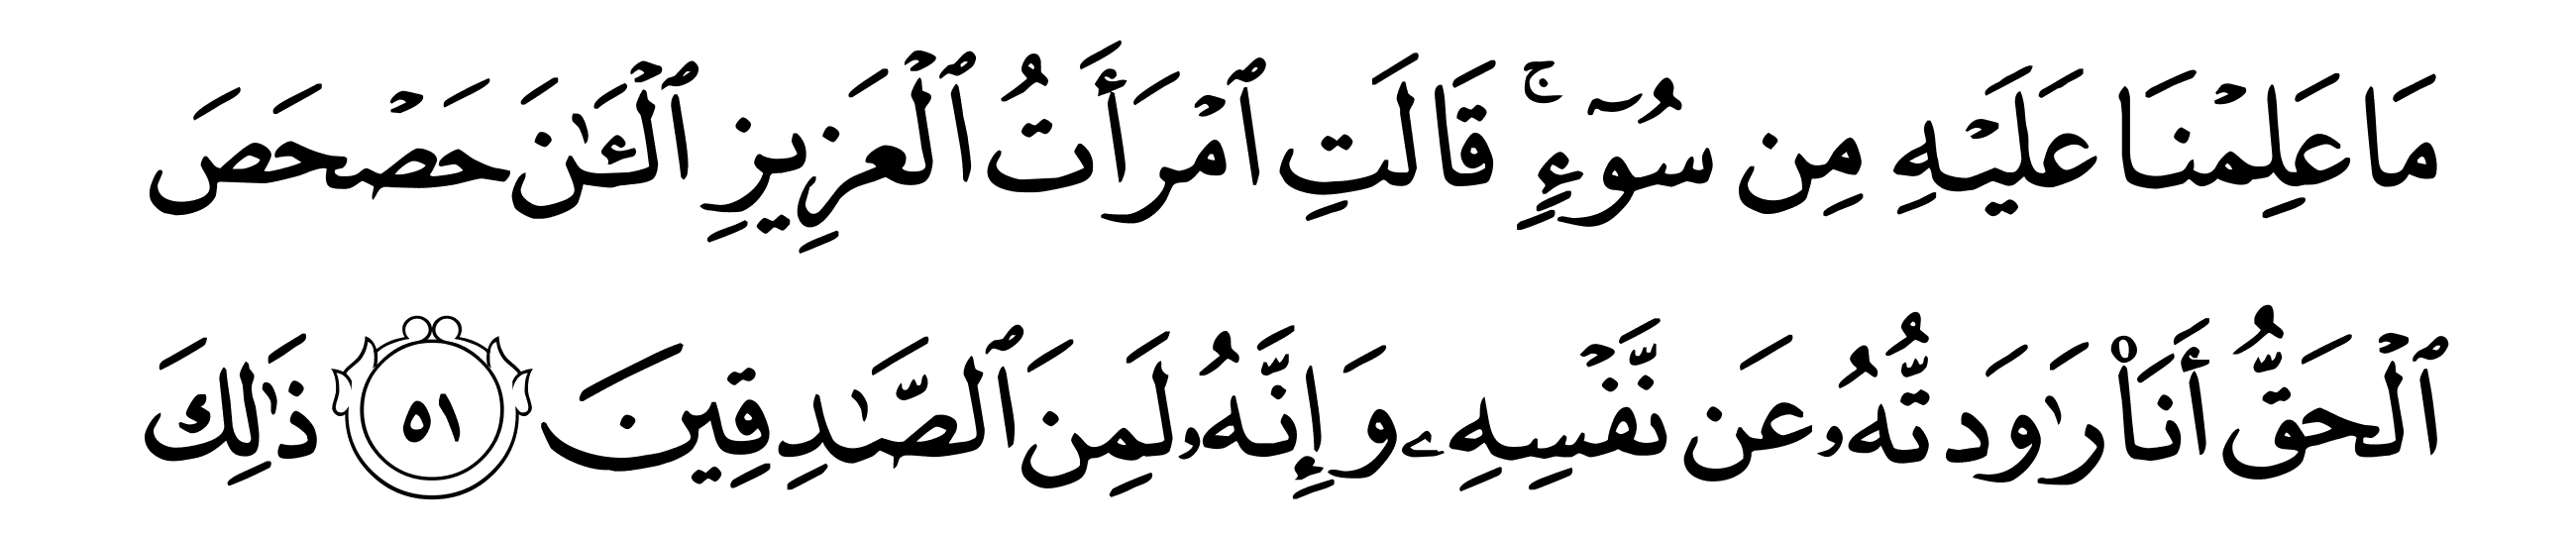 مَا عَلِمۡنَا عَلَيۡهِ مِن سُوٓءٖۚ قَالَتِ ٱمۡرَأَتُ ٱلۡعَزِيزِ ٱلۡـَٰٔنَ حَصۡحَصَ
ٱلۡحَقُّ أَنَا۠ رَٰوَدتُّهُۥ عَن نَّفۡسِهِۦ وَإِنَّهُۥ لَمِنَ ٱلصَّٰدِقِينَ ٥١ ذَٰلِكَ